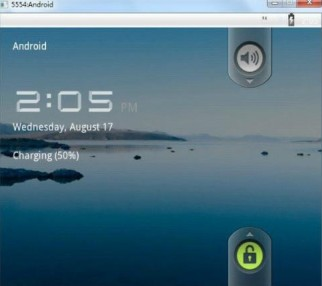 5554:Android
Android
2:05 PM
Wednesday, August 17
Charging (50%)